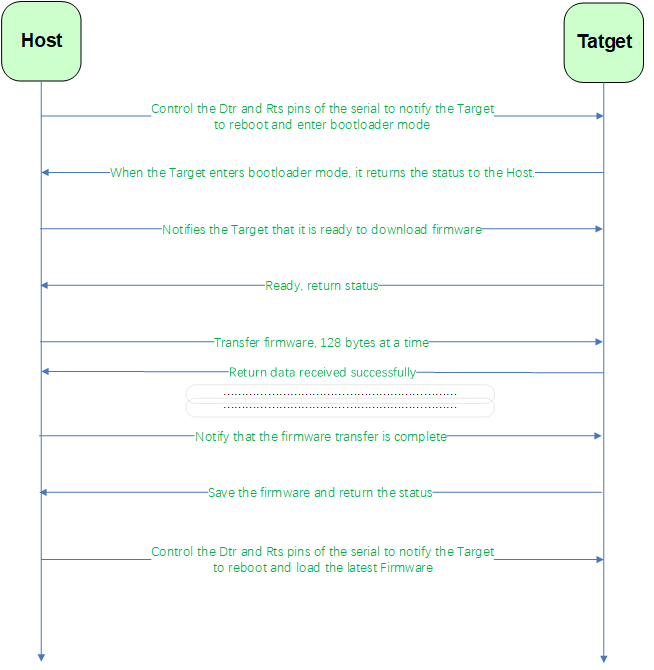 Host
Tatget
Control the Dtr and Rts pins of the serial to notify the Target
to reboot and enter bootloader mode
When the Target enters bootloader mode, it returns the status to the Host.
Notifies the Target that it is ready to download firmware
Ready, return status
Transfer firmware, 128 bytes at a time
Return data received successfully
................................................................
................................................................
Notify that the firmware transfer is complete
Save the firmware and return the status
Control the Dtr and Rts pins of the serial to notify the Target
to reboot and load the latest Firmware